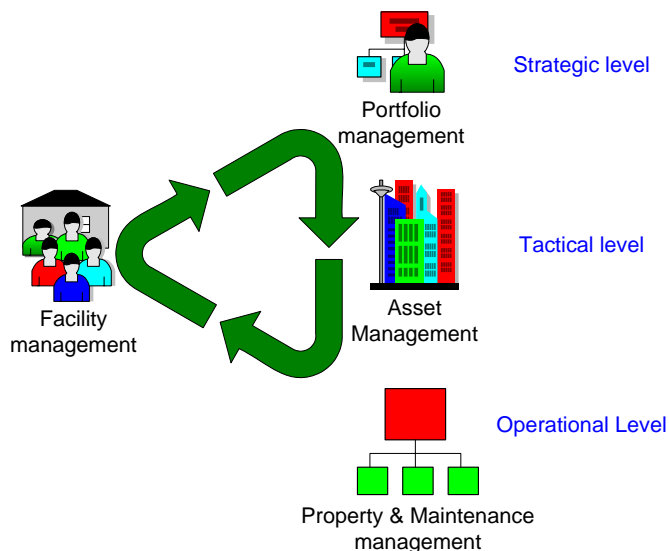 Strategic level
Portfolio
management
Tactical level
Asset
Management
Facility
management
Operational Level
Property & Maintenance
management